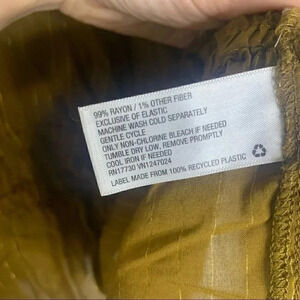 99% RAYON / 1% OTHER FIBER
EXCLUSIVE OF ELASTIC
MACHINE WASH COLD SEPARATELY
GENTLE CYCLE
ONLY NON-CHLORINE BLEACH IF NEEDED
TUMBLE DRY LOW, REMOVE PROMPTLY
COOL IRON IF NEEDED
RN17730 VN1247024
LABEL MADE FROM 100% RECYCLED PLASTIC